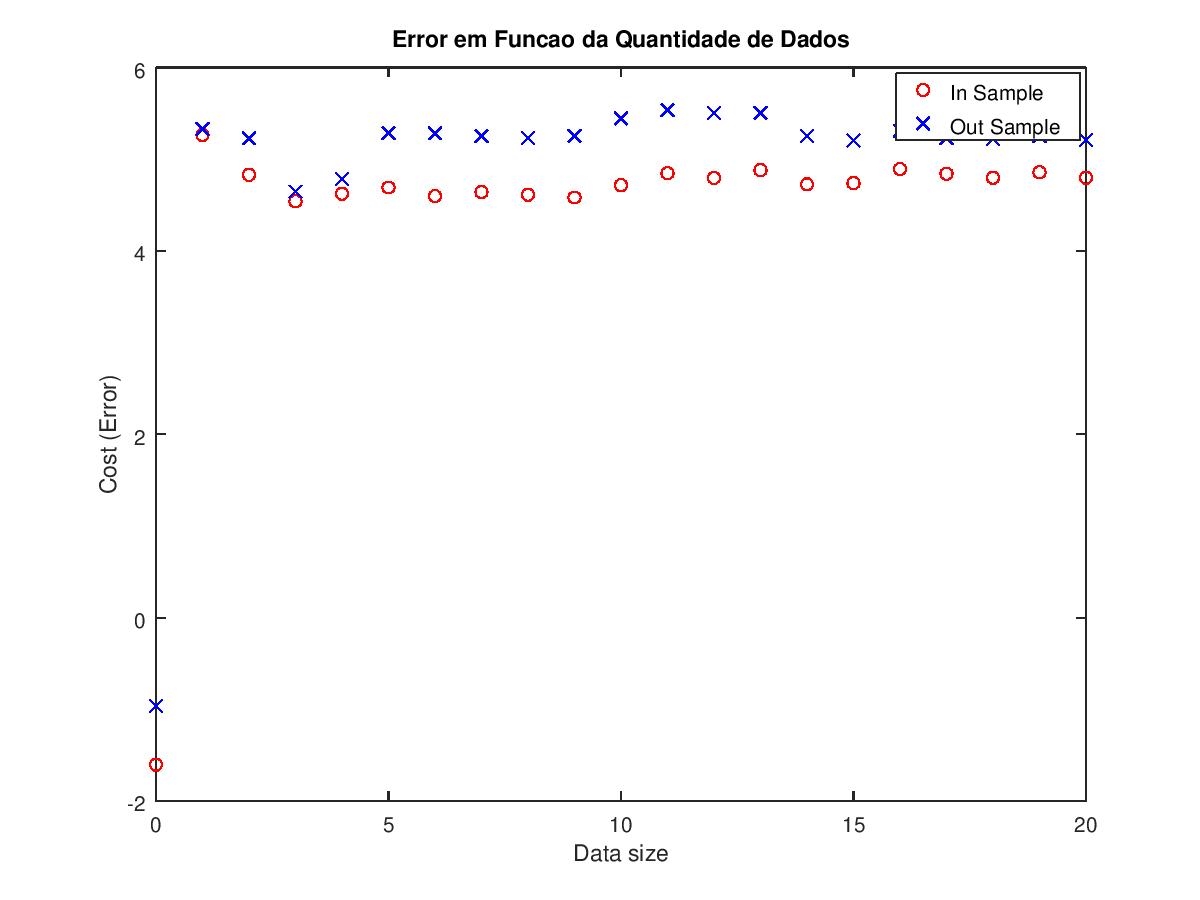 Error em Funcao da Quantidade de Dados
In Sample
Out Sample
6
4
2
0
-2
Cost (Error)
0 5 10 15 20
Data size